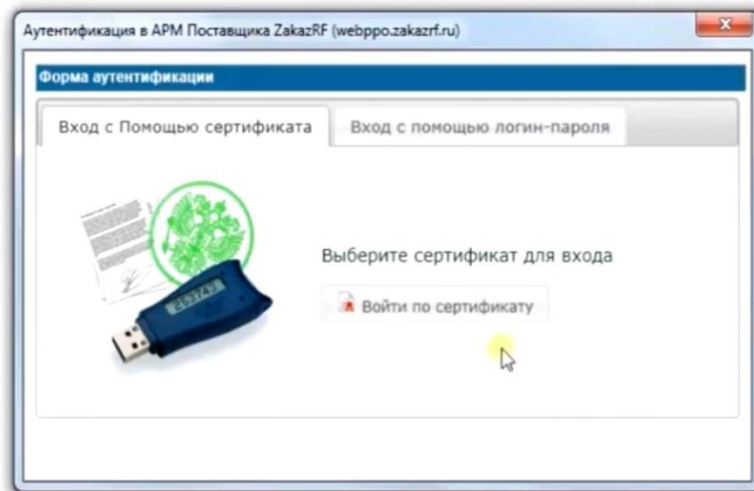 Аутентификация в АРМ Поставщика ZakazRF (webppo.zakazrf.ru)
Форма аутентификации
Вход с Помощью сертификата
Вход с помощью логин-пароля
253743
Выберите сертификат для входа
Войти по сертификату